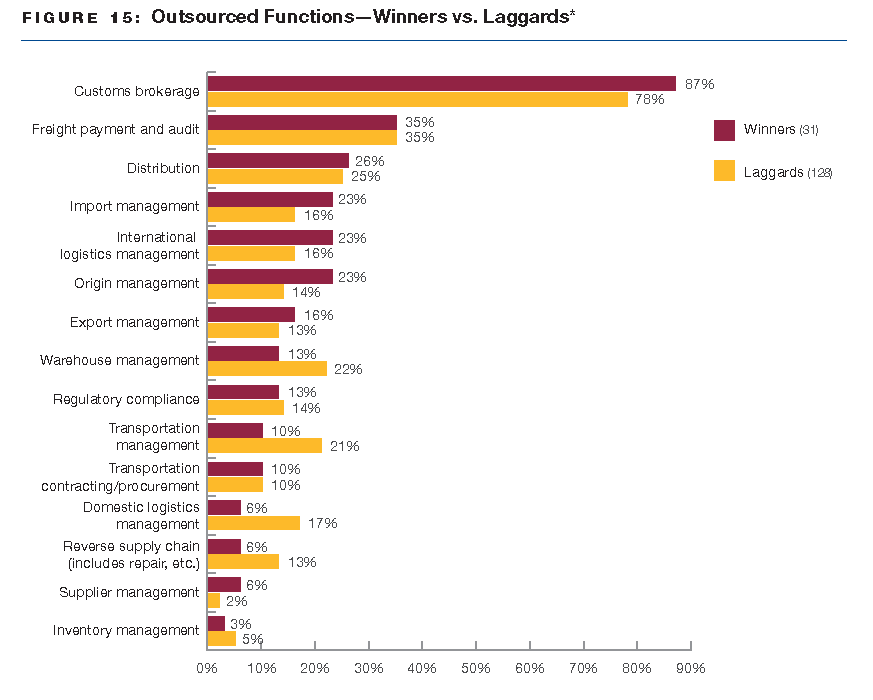 FIGURE 15: Outsourced Functions—Winners vs. Laggards*
Customs brokerage
87%
78%
Freight payment and audit
35%
35%
Distribution
26%
25%
Import management
23%
16%
International
logistics management
23%
16%
Origin management
23%
14%
Export management
16%
13%
Warehouse management
13%
22%
Regulatory compliance
13%
14%
Transportation
management
10%
21%
Transportation
contracting/procurement
10%
10%
Domestic logistics
management
6%
17%
Reverse supply chain
(includes repair, etc.)
6%
13%
Supplier management
6%
2%
Inventory management
3%
5%
0% 10% 20% 30% 40% 50% 60% 70% 80% 90%
Winners (31)
Laggards (128)